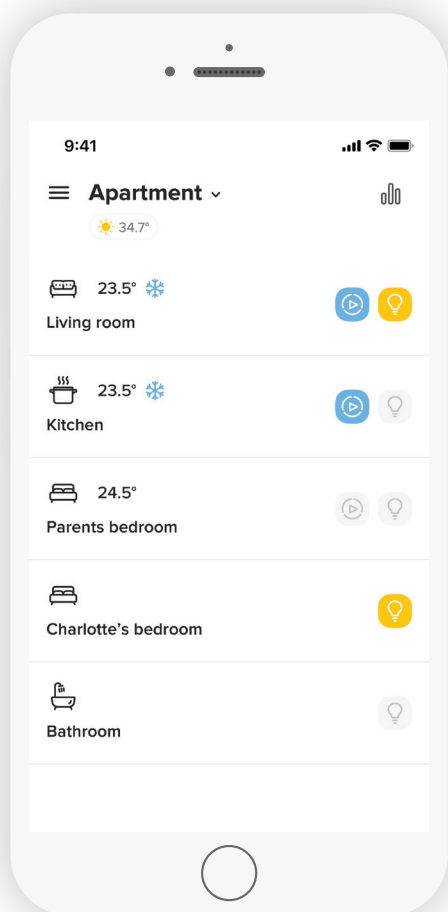 9:41
Apartment
34.7°
23.5°
Living room
23.5°
Kitchen
24.5°
Parents bedroom
Charlotte's bedroom
Bathroom